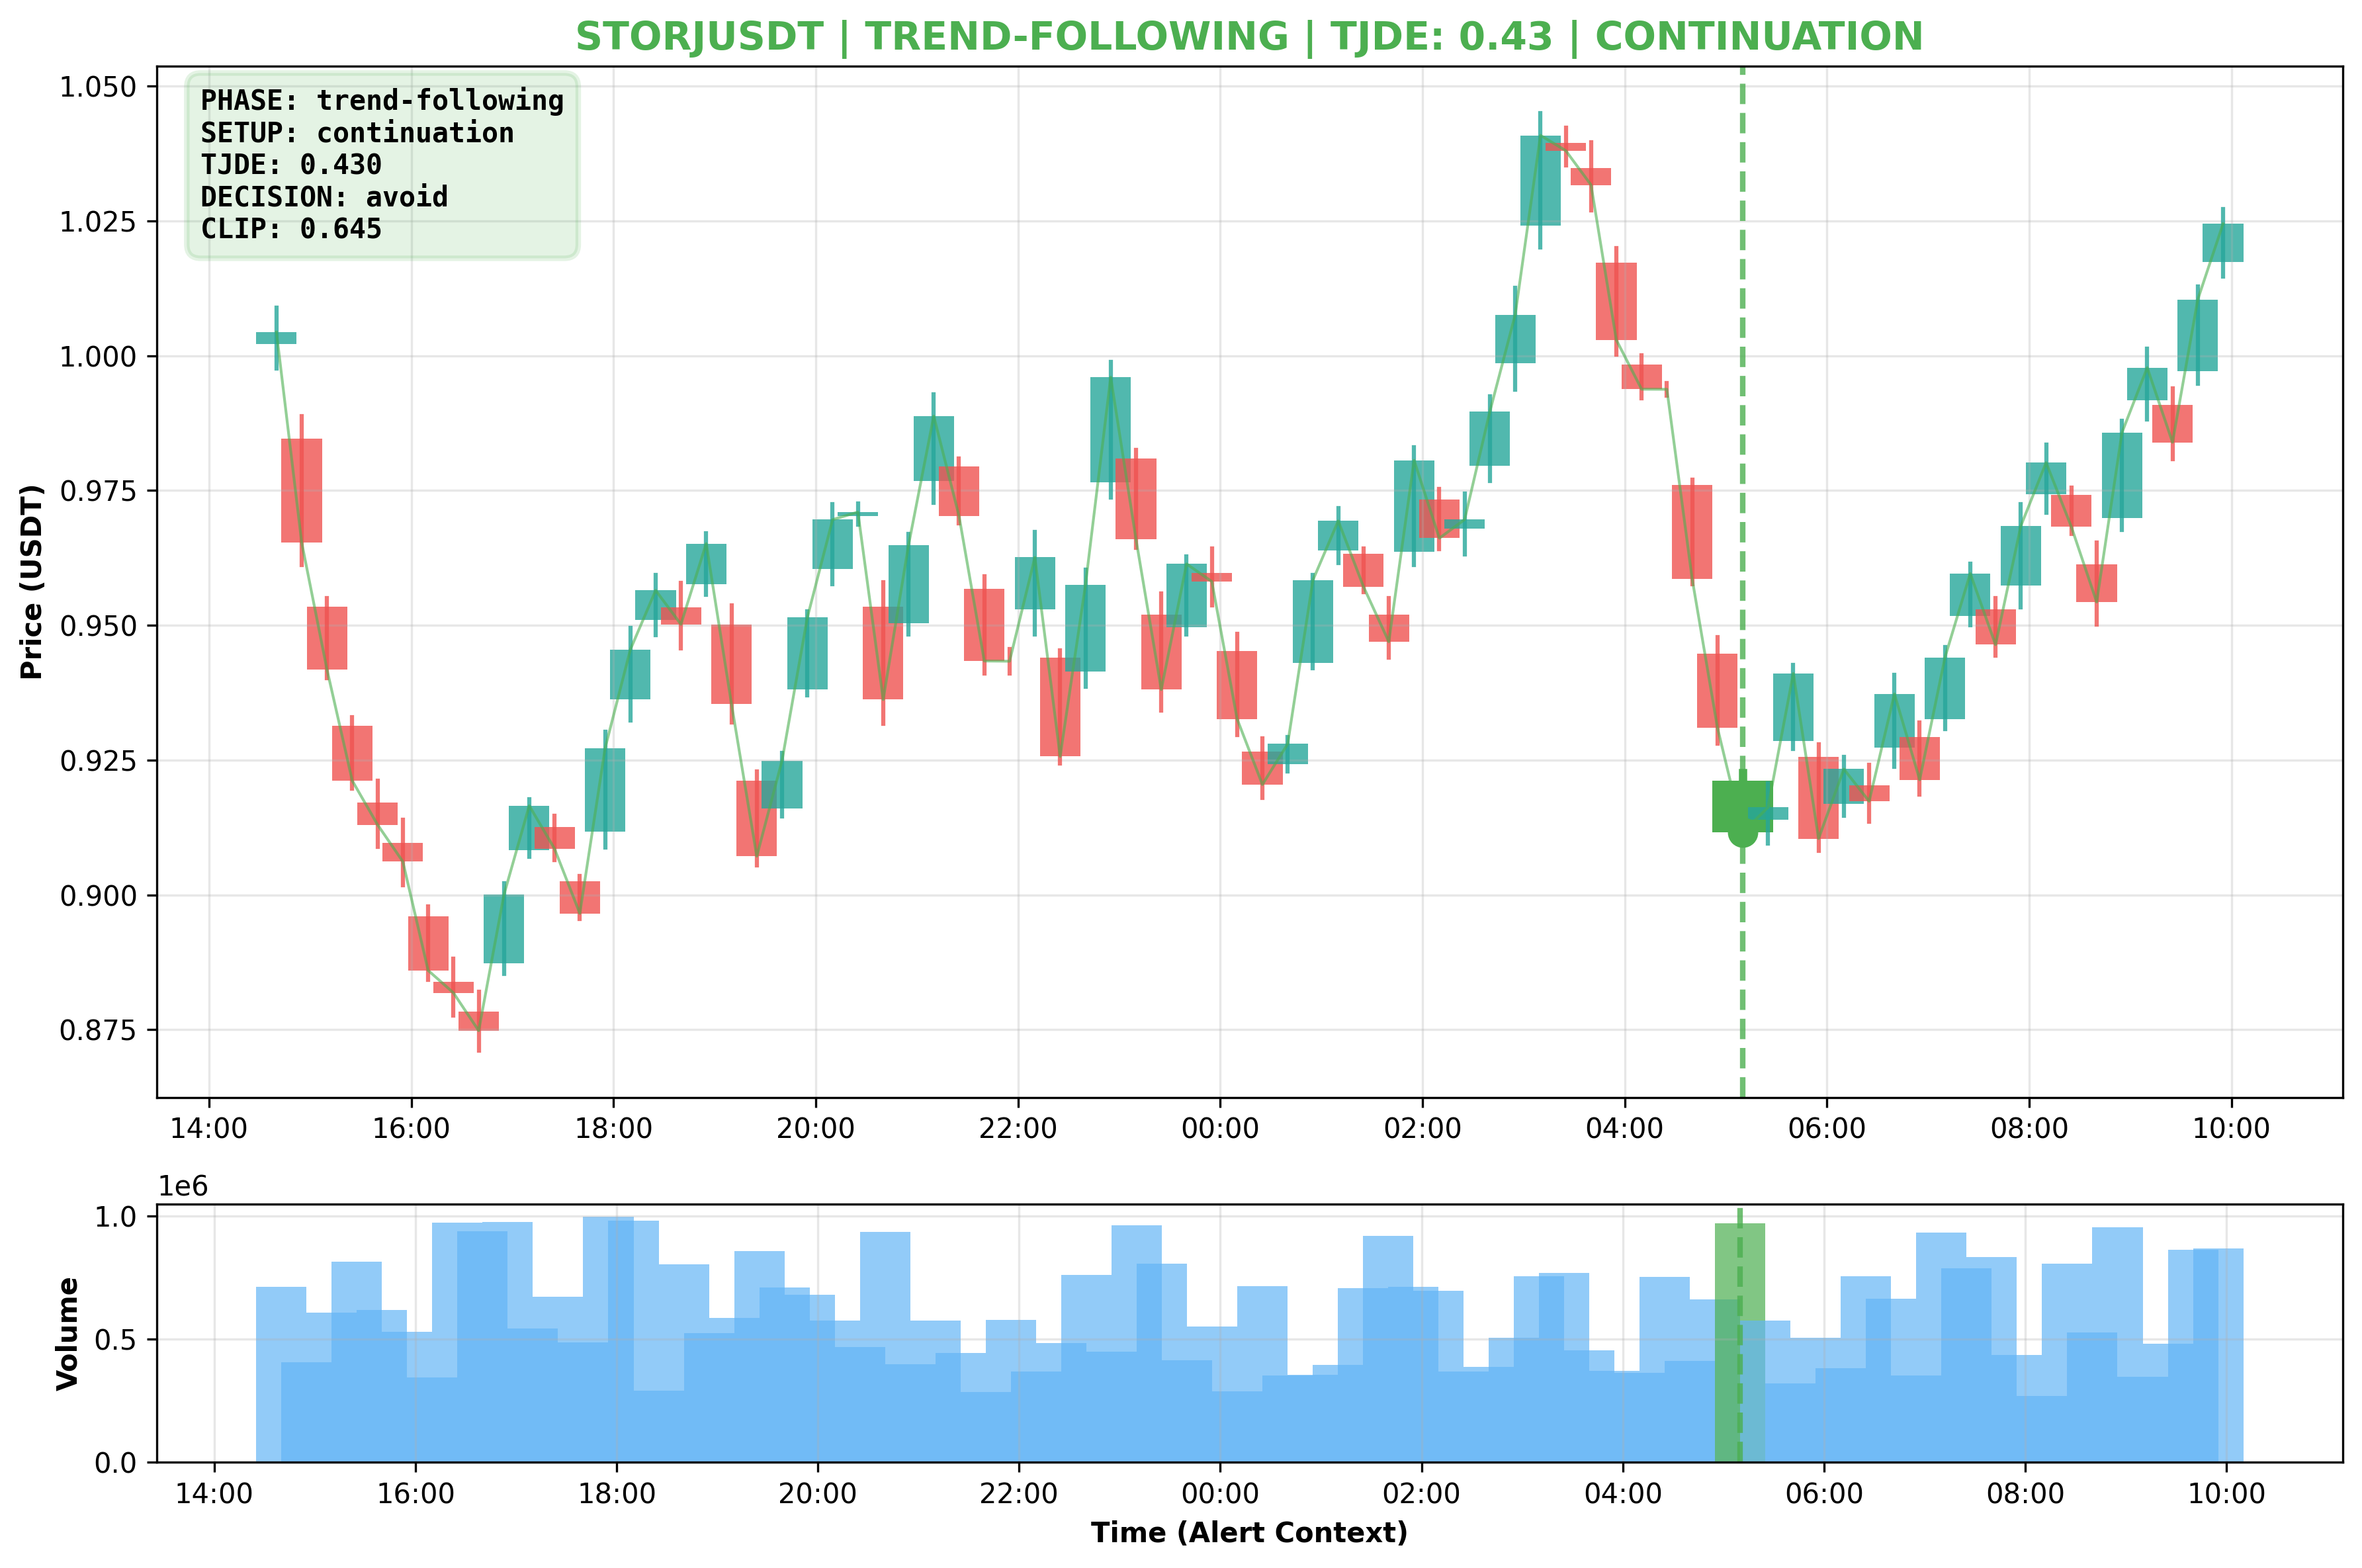 STORJUSDT | TREND-FOLLOWING | TJDE: 0.43 | CONTINUATION
PHASE: trend-following
SETUP: continuation
TJDE: 0.430
DECISION: avoid
CLIP: 0.645
Price (USDT)
1.050
1.025
1.000
0.975
0.950
0.925
0.900
0.875
14:00 16:00 18:00 20:00 22:00 00:00 02:00 04:00 06:00 08:00 10:00
1e6
Volume
1.0
0.5
0.0
14:00 16:00 18:00 20:00 22:00 00:00 02:00 04:00 06:00 08:00 10:00
Time (Alert Context)